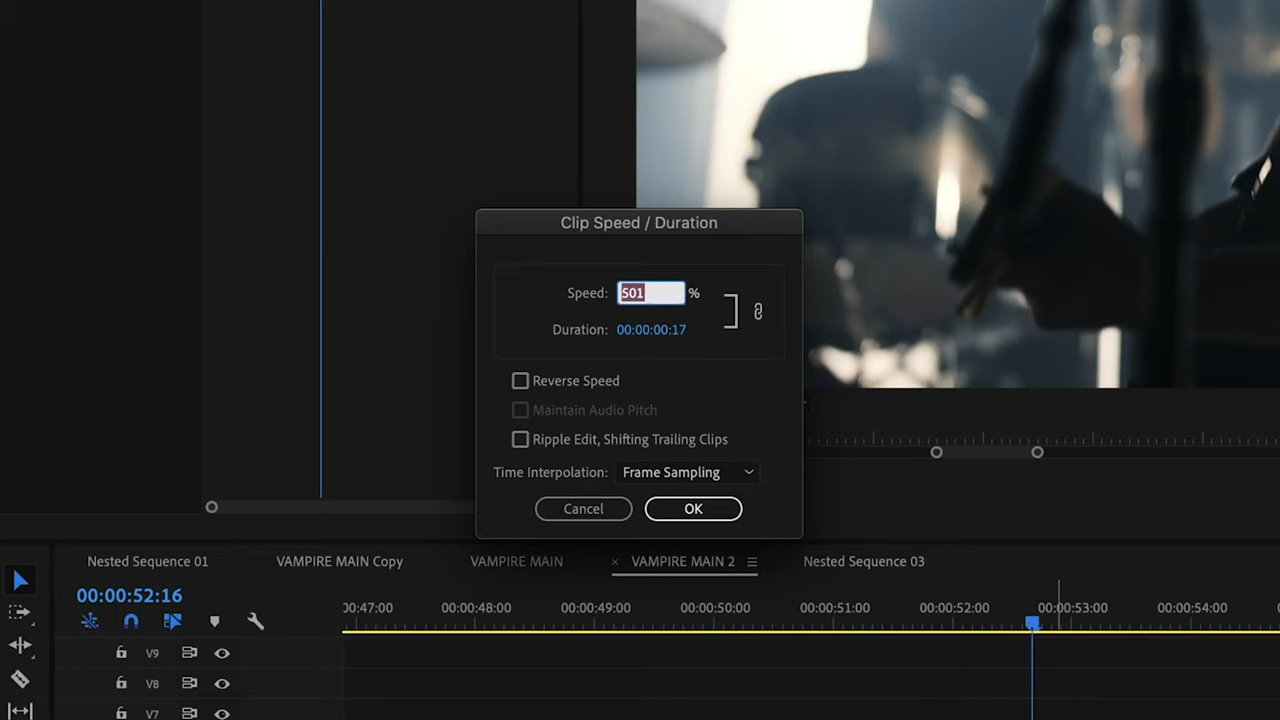 Clip Speed / Duration
Speed: 501 %
Duration: 00:00:00:17
Reverse Speed
Maintain Audio Pitch
Ripple Edit, Shifting Trailing Clips
Time Interpolation: Frame Sampling
Cancel OK
Nested Sequence 01 VAMPIRE MAIN Copy VAMPIRE MAIN × VAMPIRE MAIN 2 Nested Sequence 03
00:00:52:16
00:47:00 00:00:48:00 00:00:49:00 00:00:50:00 00:00:51:00 00:00:52:00 00:00:53:00 00:00:54:00
V9
V8
V7